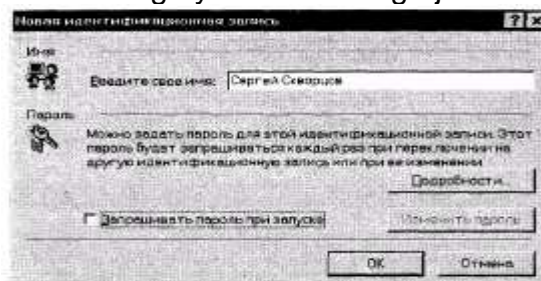 Новая идентификационная запись
Имя
Введите свое имя: Сергей Скворцов
Пароль
Можно задать пароль для этой идентификационной записи. Этот
пароль будет запрашиваться каждый раз при переключении на
другую идентификационную запись или при ее изменении.
Подробности...
Запрашивать пароль при запуске
Изменить пароль
OK
Отмена